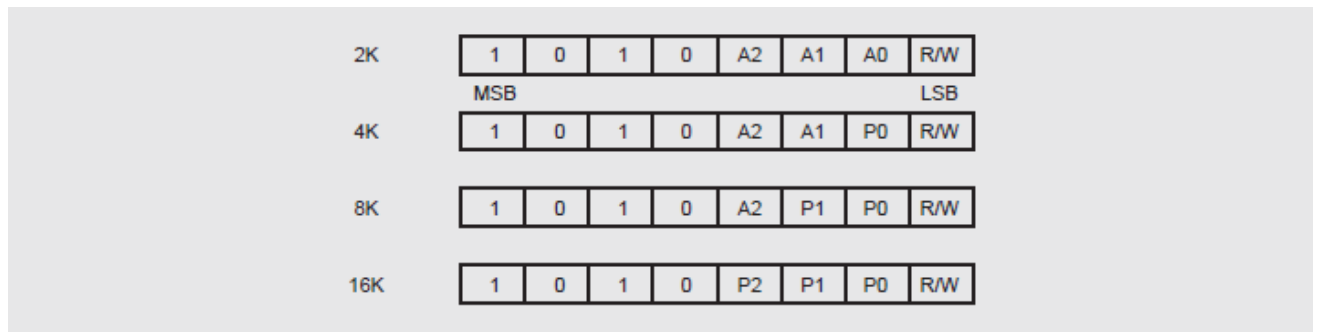 2K 1 0 1 0 A2 A1 A0 R/W
MSB LSB
4K 1 0 1 0 A2 A1 P0 R/W
8K 1 0 1 0 A2 P1 P0 R/W
16K 1 0 1 0 P2 P1 P0 R/W